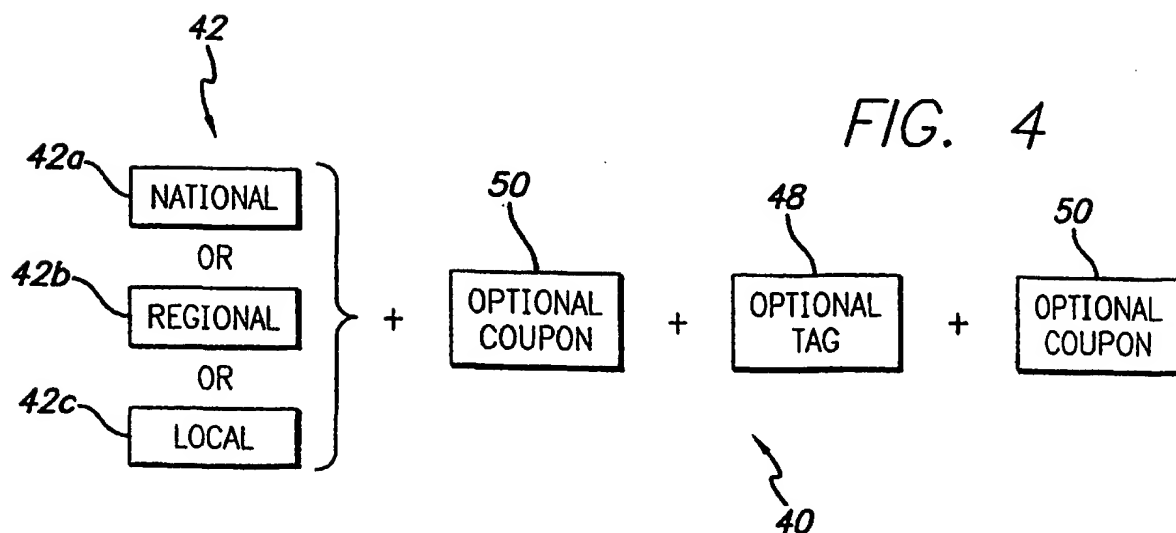 42
FIG. 4
42a
NATIONAL
OR
42b
REGIONAL
OR
42c
LOCAL
+
50
OPTIONAL
COUPON
+
48
OPTIONAL
TAG
+
50
OPTIONAL
COUPON
40